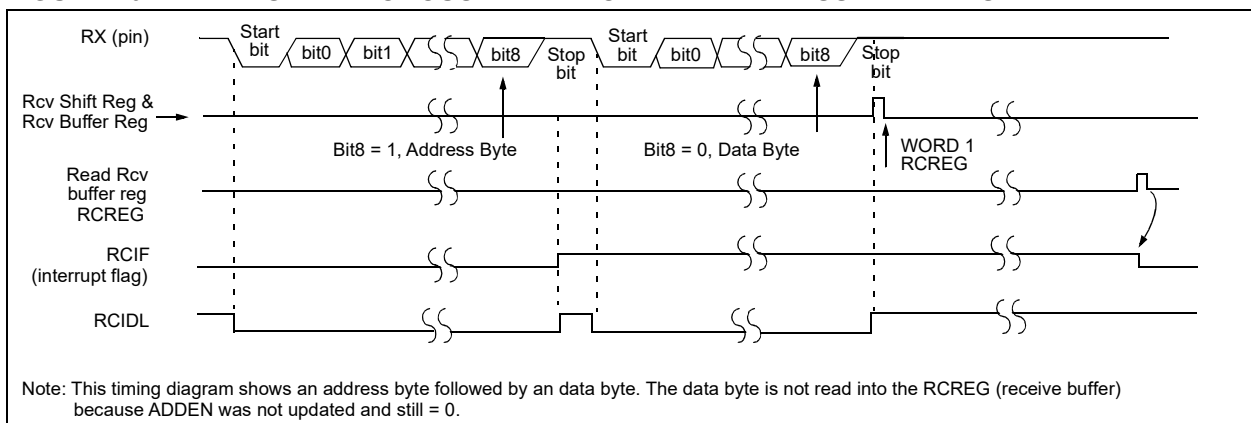 RX (pin)
Start
bit
bit0
bit1
bit8
Stop
bit
Start
bit
bit0
bit8
Stop
bit
Rcv Shift Reg &
Rcv Buffer Reg
Bit8 = 1, Address Byte
Bit8 = 0, Data Byte
WORD 1
RCREG
Read Rcv
buffer reg
RCREG
RCIF
(interrupt flag)
RCIDL
Note: This timing diagram shows an address byte followed by an data byte. The data byte is not read into the RCREG (receive buffer)
because ADDEN was not updated and still = 0.